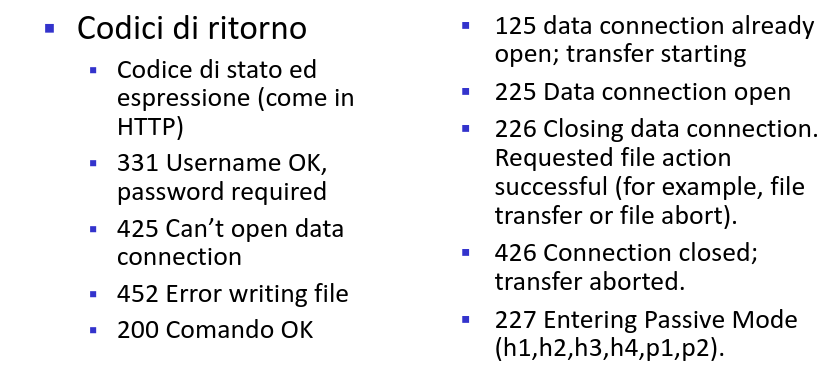 Codici di ritorno
Codice di stato ed
espressione (come in
HTTP)
331 Username OK,
password required
425 Can't open data
connection
452 Error writing file
200 Comando OK
125 data connection already
open; transfer starting
225 Data connection open
226 Closing data connection.
Requested file action
successful (for example, file
transfer or file abort).
426 Connection closed;
transfer aborted.
227 Entering Passive Mode
(h1,h2,h3,h4,p1,p2).